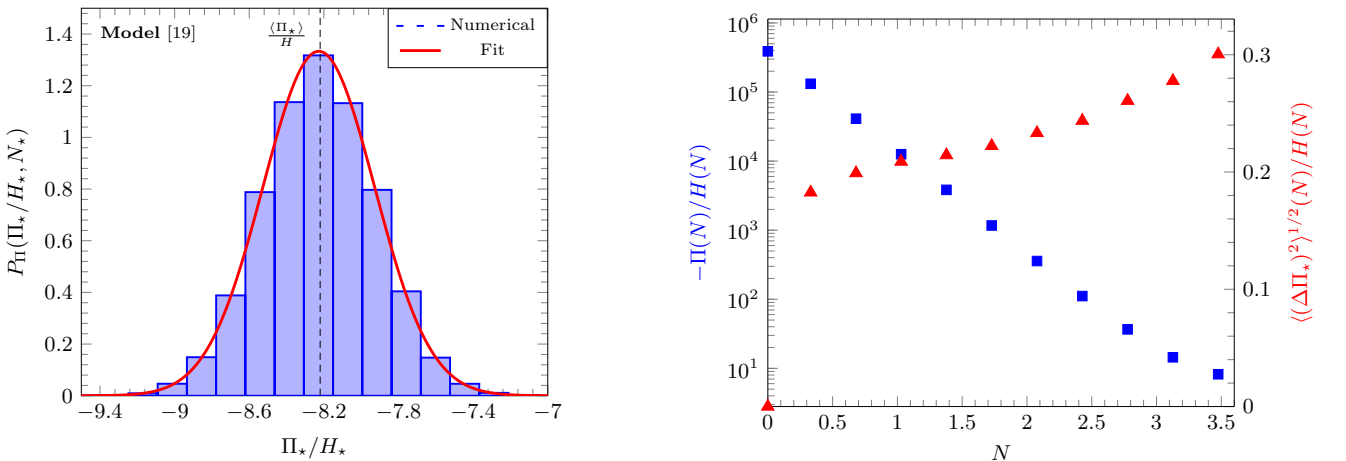 Model [19]
⟨Π⋆⟩
H
Numerical
Fit
1.4
1.2
1
0.8
0.6
0.4
0.2
0
P_Π(Π⋆/H⋆, N⋆)
−9.4 −9 −8.6 −8.2 −7.8 −7.4 −7
Π⋆/H⋆
10^6
10^5
10^4
10^3
10^2
10^1
−Π(N)/H(N)
0 0.5 1 1.5 2 2.5 3 3.5
N
0.3
0.2
0.1
0
⟨(ΔΠ⋆)^2⟩^1/2(N)/H(N)